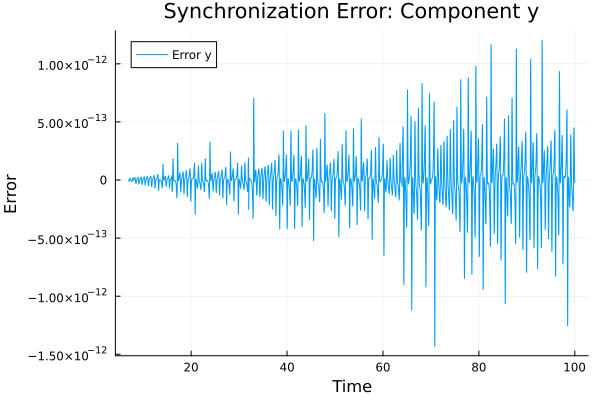 Synchronization Error: Component y
Error y
1.00×10⁻¹²
5.00×10⁻¹³
0
−5.00×10⁻¹³
−1.00×10⁻¹²
−1.50×10⁻¹²
Error
20 40 60 80 100
Time